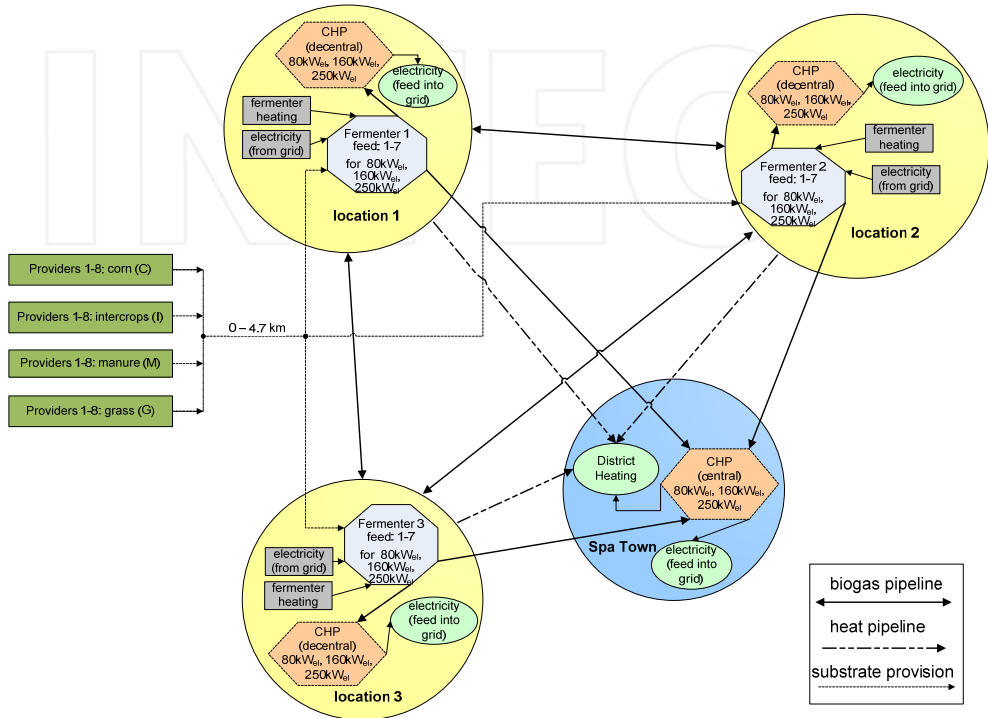 CHP
(decentral)
80kWel, 160kWel,
250kWel
electricity
(feed into
grid)
fermenter
heating
electricity
(from grid)
Fermenter 1
feed: 1-7
for 80kWel,
160kWel,
250kWel
location 1
CHP
(decentral)
80kWel, 160kWel,
250kWel
electricity
(feed into grid)
fermenter
heating
electricity
(from grid)
Fermenter 2
feed: 1-7
for 80kWel,
160kWel,
250kWel
location 2
Providers 1-8: corn (C)
Providers 1-8: intercrops (I)
Providers 1-8: manure (M)
Providers 1-8: grass (G)
0 – 4.7 km
District
Heating
CHP
(central)
80kWel, 160kWel,
250kWel
Spa Town
electricity
(feed into
grid)
Fermenter 3
feed: 1-7
for 80kWel,
160kWel,
250kWel
electricity
(from grid)
fermenter
heating
CHP
(decentral)
80kWel, 160kWel,
250kWel
electricity
(feed into
grid)
location 3
biogas pipeline
heat pipeline
substrate provision